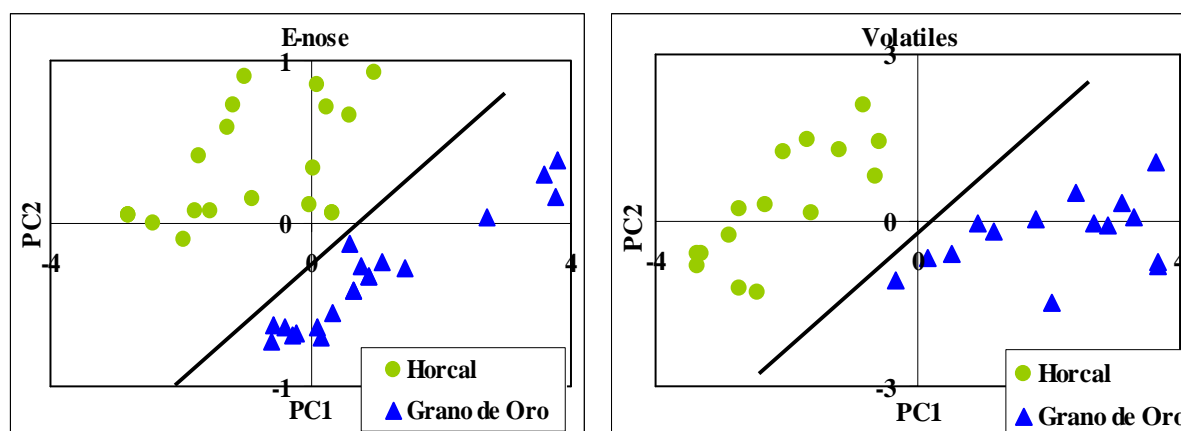 E-nose
1
PC2
0
-4
0
4
-1
PC1
Horcal
Grano de Oro
Volatiles
3
PC2
0
-4
0
4
-3
PC1
Horcal
Grano de Oro